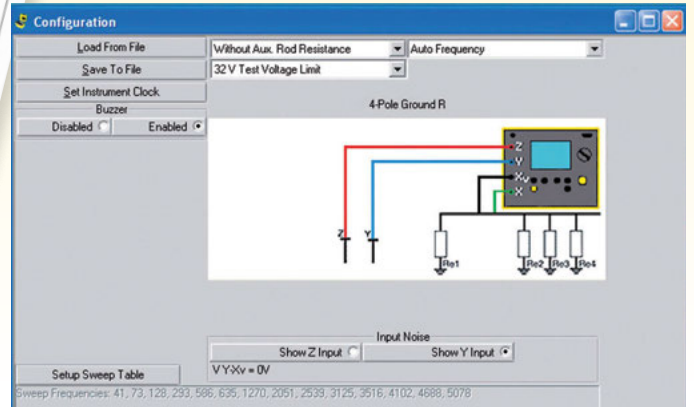 Configuration
Load From File
Without Aux. Rod Resistance
Auto Frequency
Save To File
32 V Test Voltage Limit
Set Instrument Clock
Buzzer
Disabled
Enabled
4-Pole Ground R
Z
Y
Xv
X
Z
Y
Re1
Re2
Re3
Re4
Input Noise
Show Z Input
Show Y Input
Setup Sweep Table
V Y-Xv = 0V
Sweep Frequencies: 41, 73, 128, 293, 586, 635, 1270, 2051, 2539, 3125, 3516, 4102, 4688, 5078